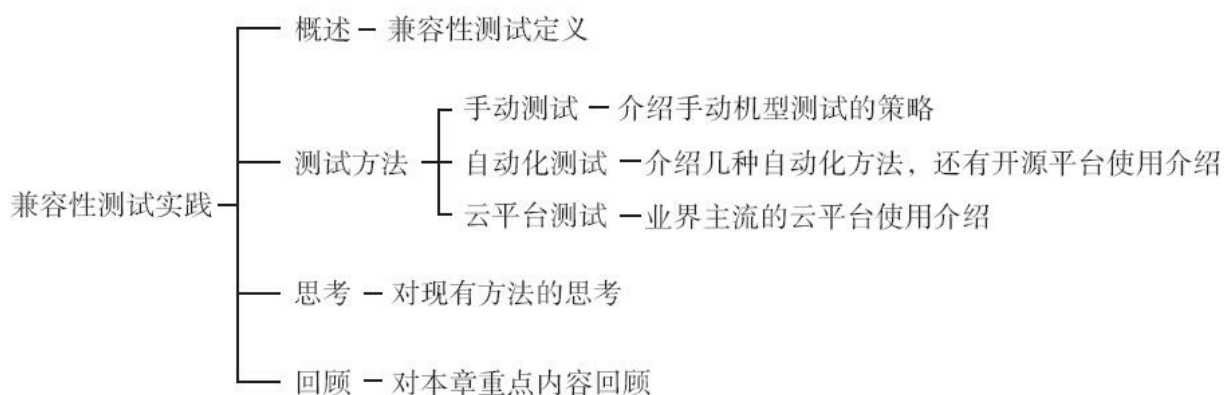 概述 – 兼容性测试定义
手动测试 – 介绍手动机型测试的策略
测试方法
自动化测试 – 介绍几种自动化方法，还有开源平台使用介绍
兼容性测试实践
云平台测试 – 业界主流的云平台使用介绍
思考 – 对现有方法的思考
回顾 – 对本章重点内容回顾